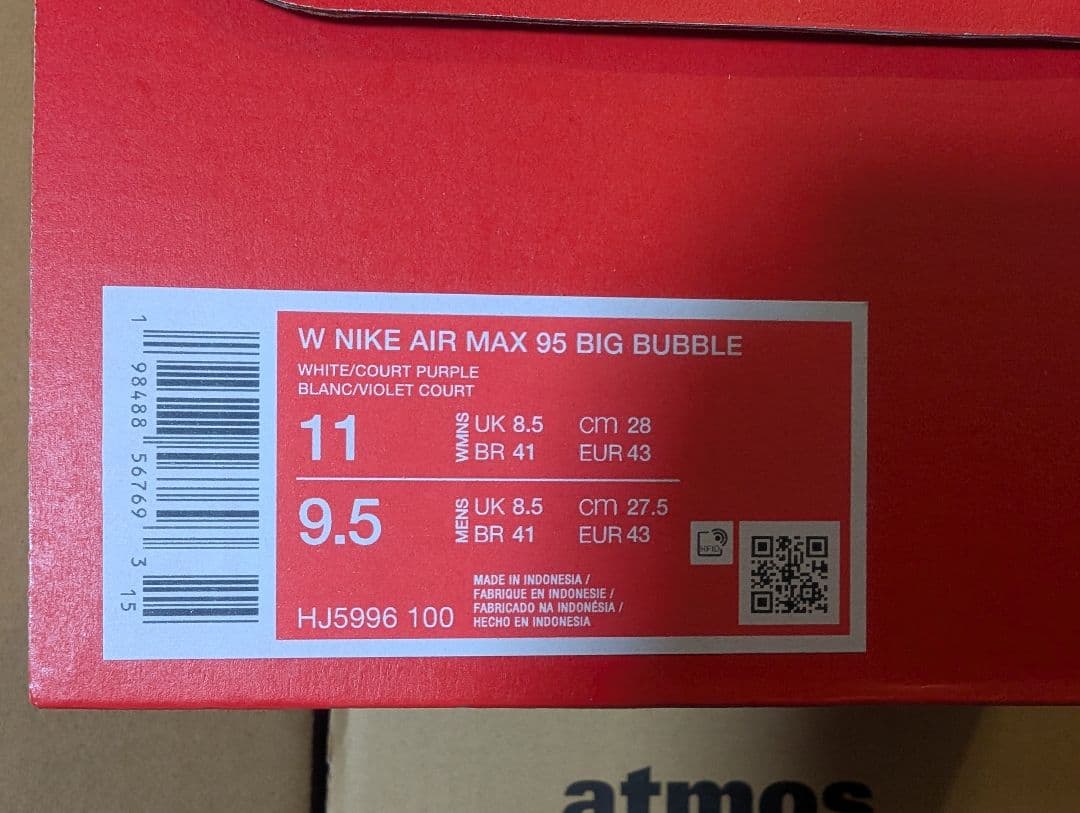 1 98488 56769 3 15
W NIKE AIR MAX 95 BIG BUBBLE
WHITE/COURT PURPLE
BLANC/VIOLET COURT
11 WMNS UK 8.5 cm 28
BR 41 EUR 43
9.5 MENS UK 8.5 cm 27.5
BR 41 EUR 43
RFID
MADE IN INDONESIA /
FABRIQUE EN INDONESIE /
FABRICADO NA INDONÉSIA /
HECHO EN INDONESIA
HJ5996 100
atmos